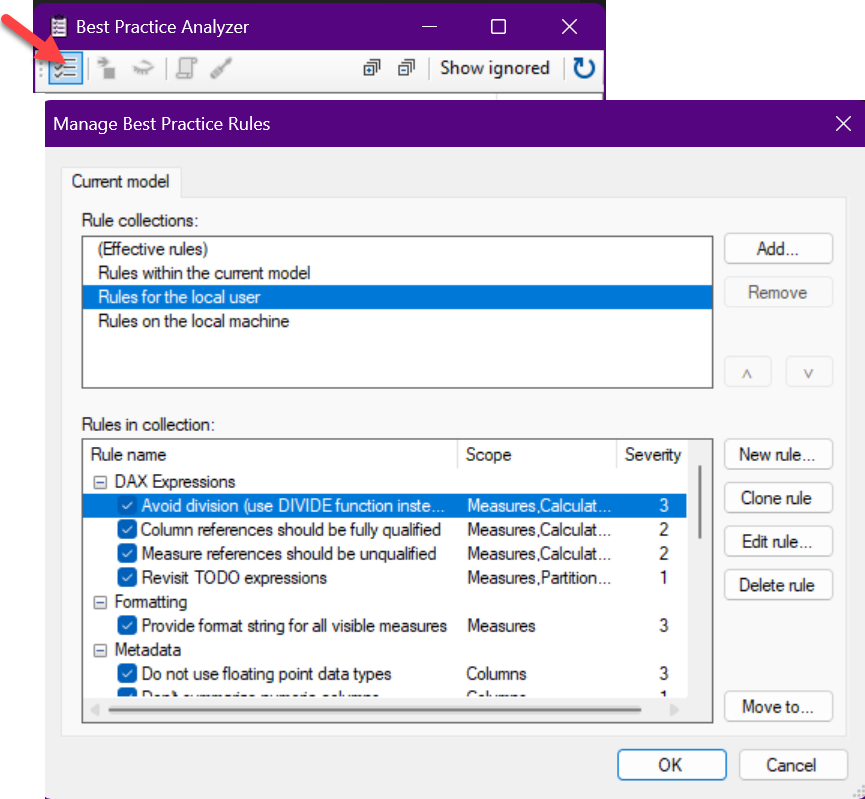 Best Practice Analyzer
Show ignored
Manage Best Practice Rules
Current model
Rule collections:
(Effective rules)
Rules within the current model
Rules for the local user
Rules on the local machine
Add...
Remove
Rules in collection:
Rule name Scope Severity
DAX Expressions
Avoid division (use DIVIDE function inste... Measures,Calculat... 3
Column references should be fully qualified Measures,Calculat... 2
Measure references should be unqualified Measures,Calculat... 2
Revisit TODO expressions Measures,Partition... 1
Formatting
Provide format string for all visible measures Measures 3
Metadata
Do not use floating point data types Columns 3
Don't summarize numeric columns Columns 1
New rule...
Clone rule
Edit rule...
Delete rule
Move to...
OK Cancel